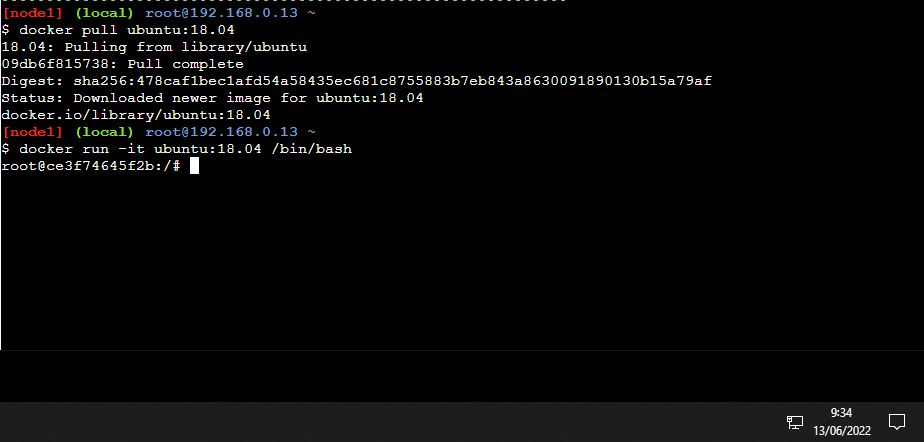 [node1] (local) root@192.168.0.13 ~
$ docker pull ubuntu:18.04
18.04: Pulling from library/ubuntu
09db6f815738: Pull complete
Digest: sha256:478caf1bec1afd54a58435ec681c8755883b7eb843a8630091890130b15a79af
Status: Downloaded newer image for ubuntu:18.04
docker.io/library/ubuntu:18.04
[node1] (local) root@192.168.0.13 ~
$ docker run -it ubuntu:18.04 /bin/bash
root@ce3f74645f2b:/#
9:34
13/06/2022